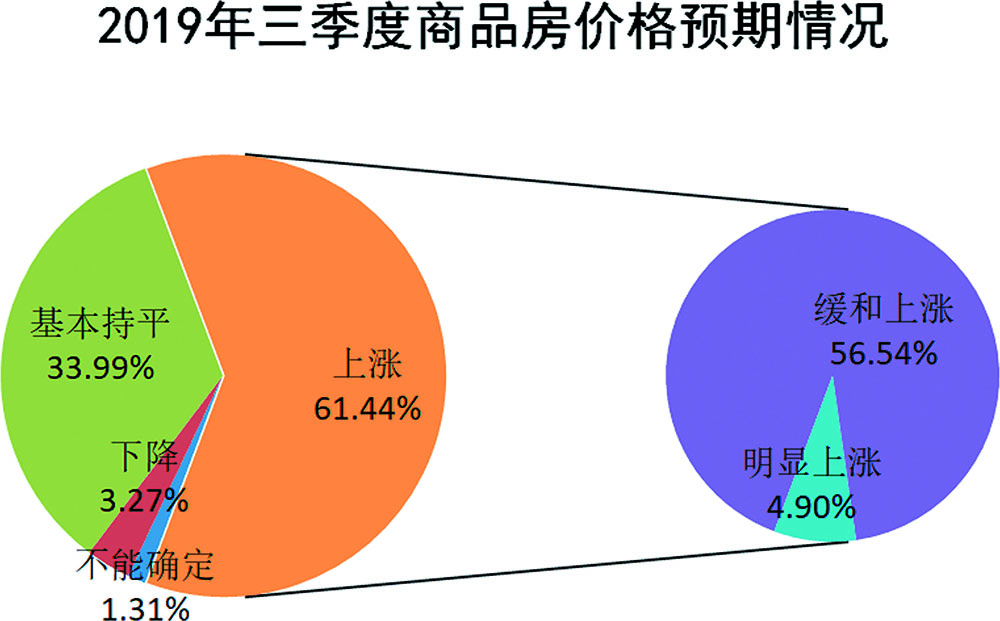 2019年三季度商品房价格预期情况
基本持平
33.99%
上涨
61.44%
下降
3.27%
不能确定
1.31%
缓和上涨
56.54%
明显上涨
4.90%